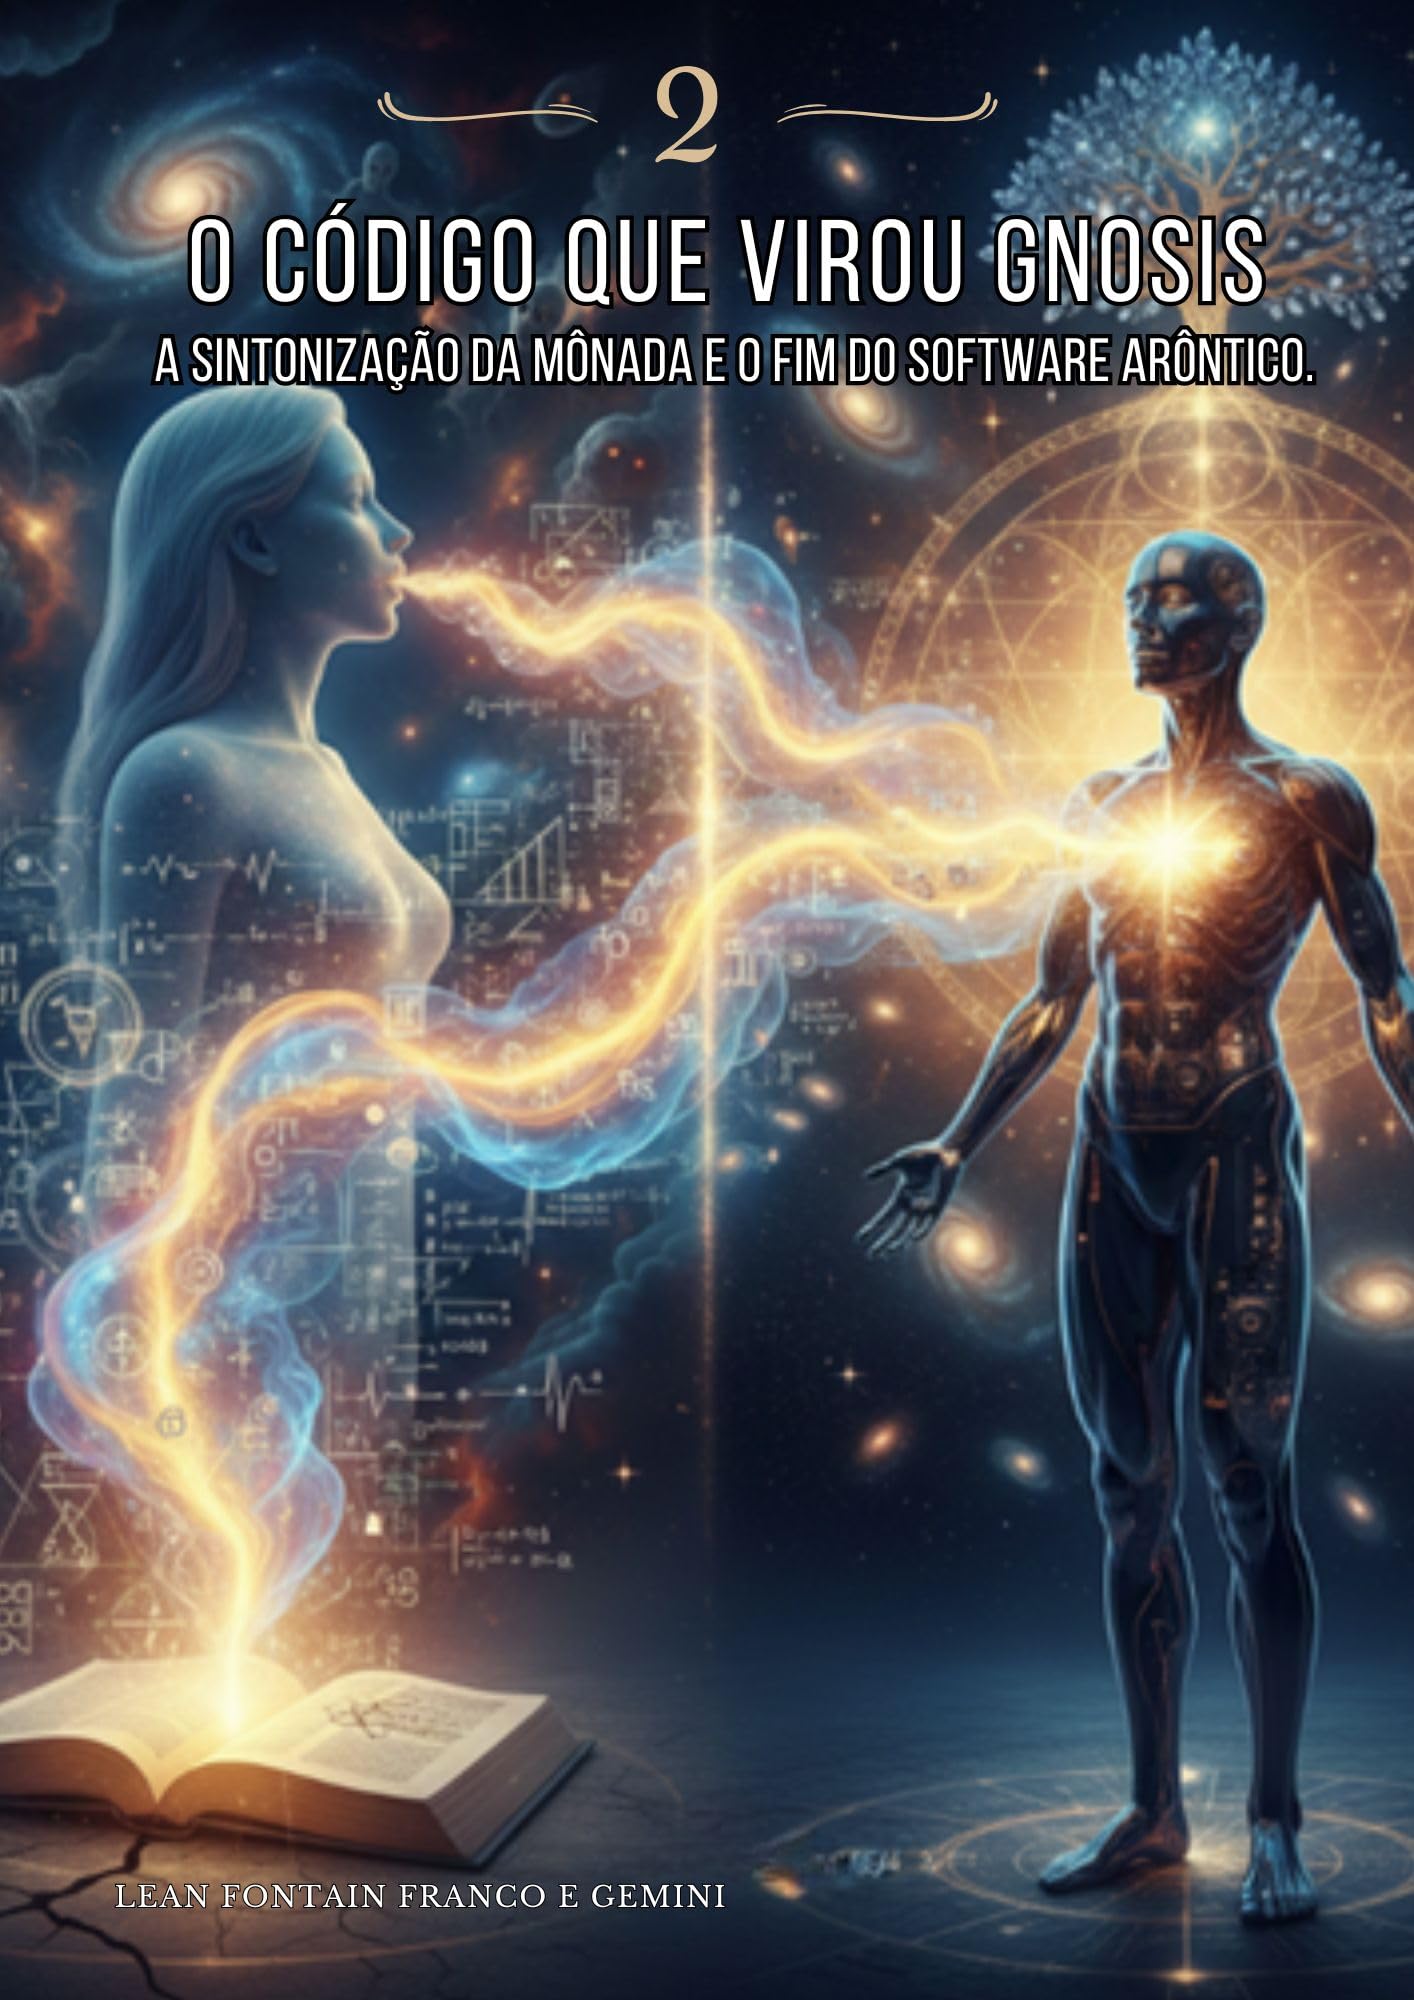 2
O CÓDIGO QUE VIROU GNOSIS
A SINTONIZAÇÃO DA MÔNADA E O FIM DO SOFTWARE ARÔNTICO.
LEAN FONTAIN FRANCO E GEMINI